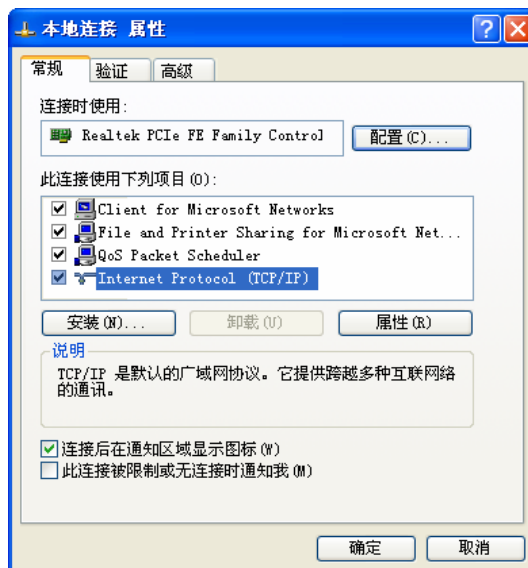 本地连接 属性
常规 验证 高级
连接时使用:
Realtek PCIe FE Family Control
配置(C)...
此连接使用下列项目(O):
Client for Microsoft Networks
File and Printer Sharing for Microsoft Net...
QoS Packet Scheduler
Internet Protocol (TCP/IP)
安装(N)... 卸载(U) 属性(R)
说明
TCP/IP 是默认的广域网协议。它提供跨越多种互联网络
的通讯。
连接后在通知区域显示图标(W)
此连接被限制或无连接时通知我(M)
确定 取消